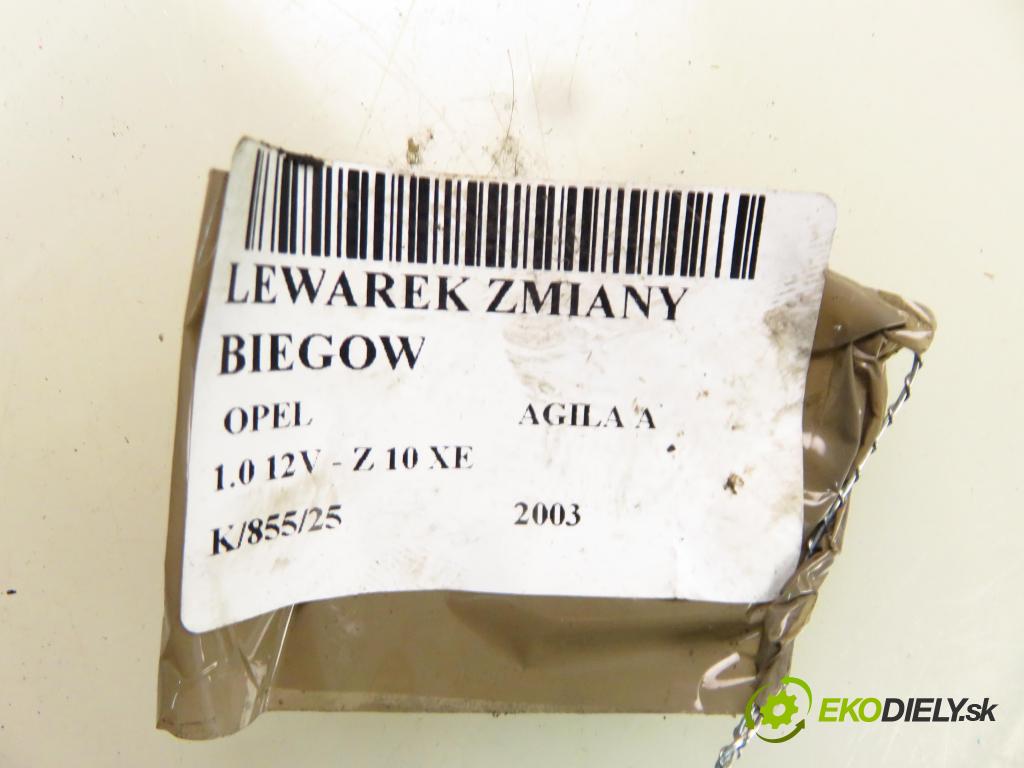 LEWAREK ZMIANY
BIEGOW
OPEL AGILA A
1.0 12V - Z 10 XE
K/855/25 2003
EKODIELY.sk